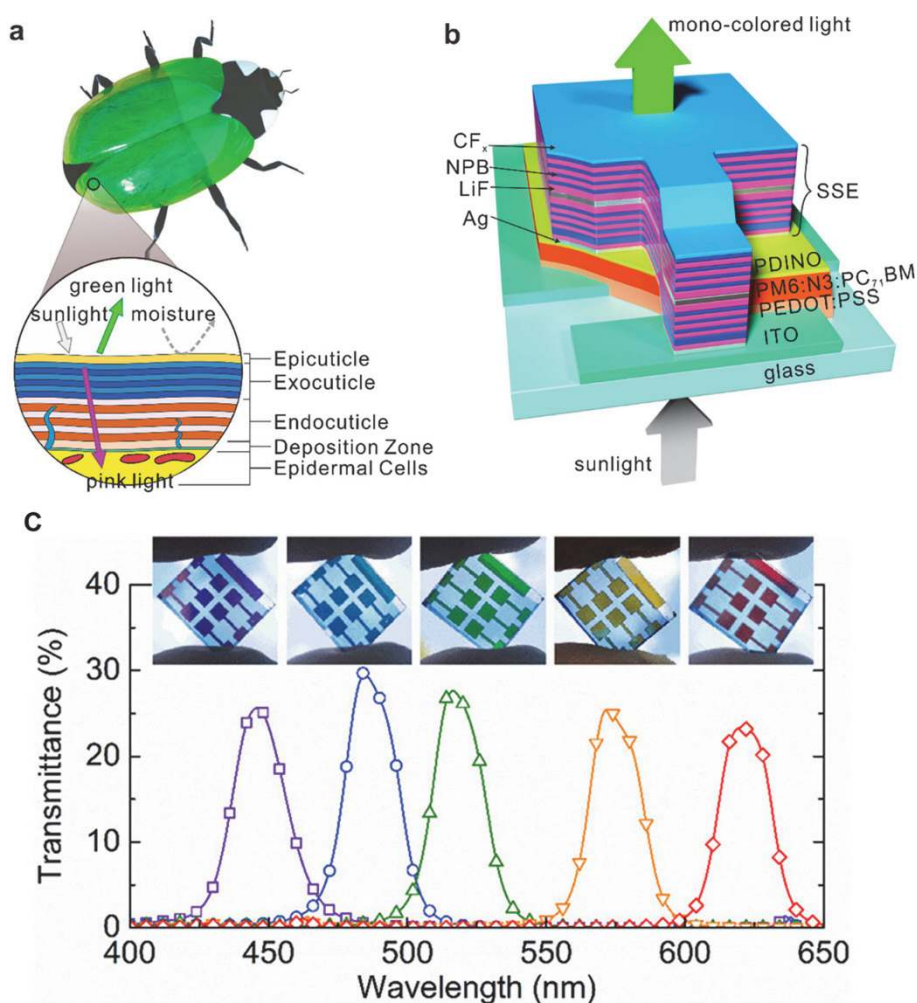 a
green light
sunlight moisture
Epicuticle
Exocuticle
Endocuticle
Deposition Zone
Epidermal Cells
pink light
b
mono-colored light
CFₓ
NPB
LiF
Ag
SSE
PDINO
PM6:N3:PC₇₁BM
PEDOT:PSS
ITO
glass
sunlight
C
Transmittance (%)
40
30
20
10
0
400 450 500 550 600 650
Wavelength (nm)